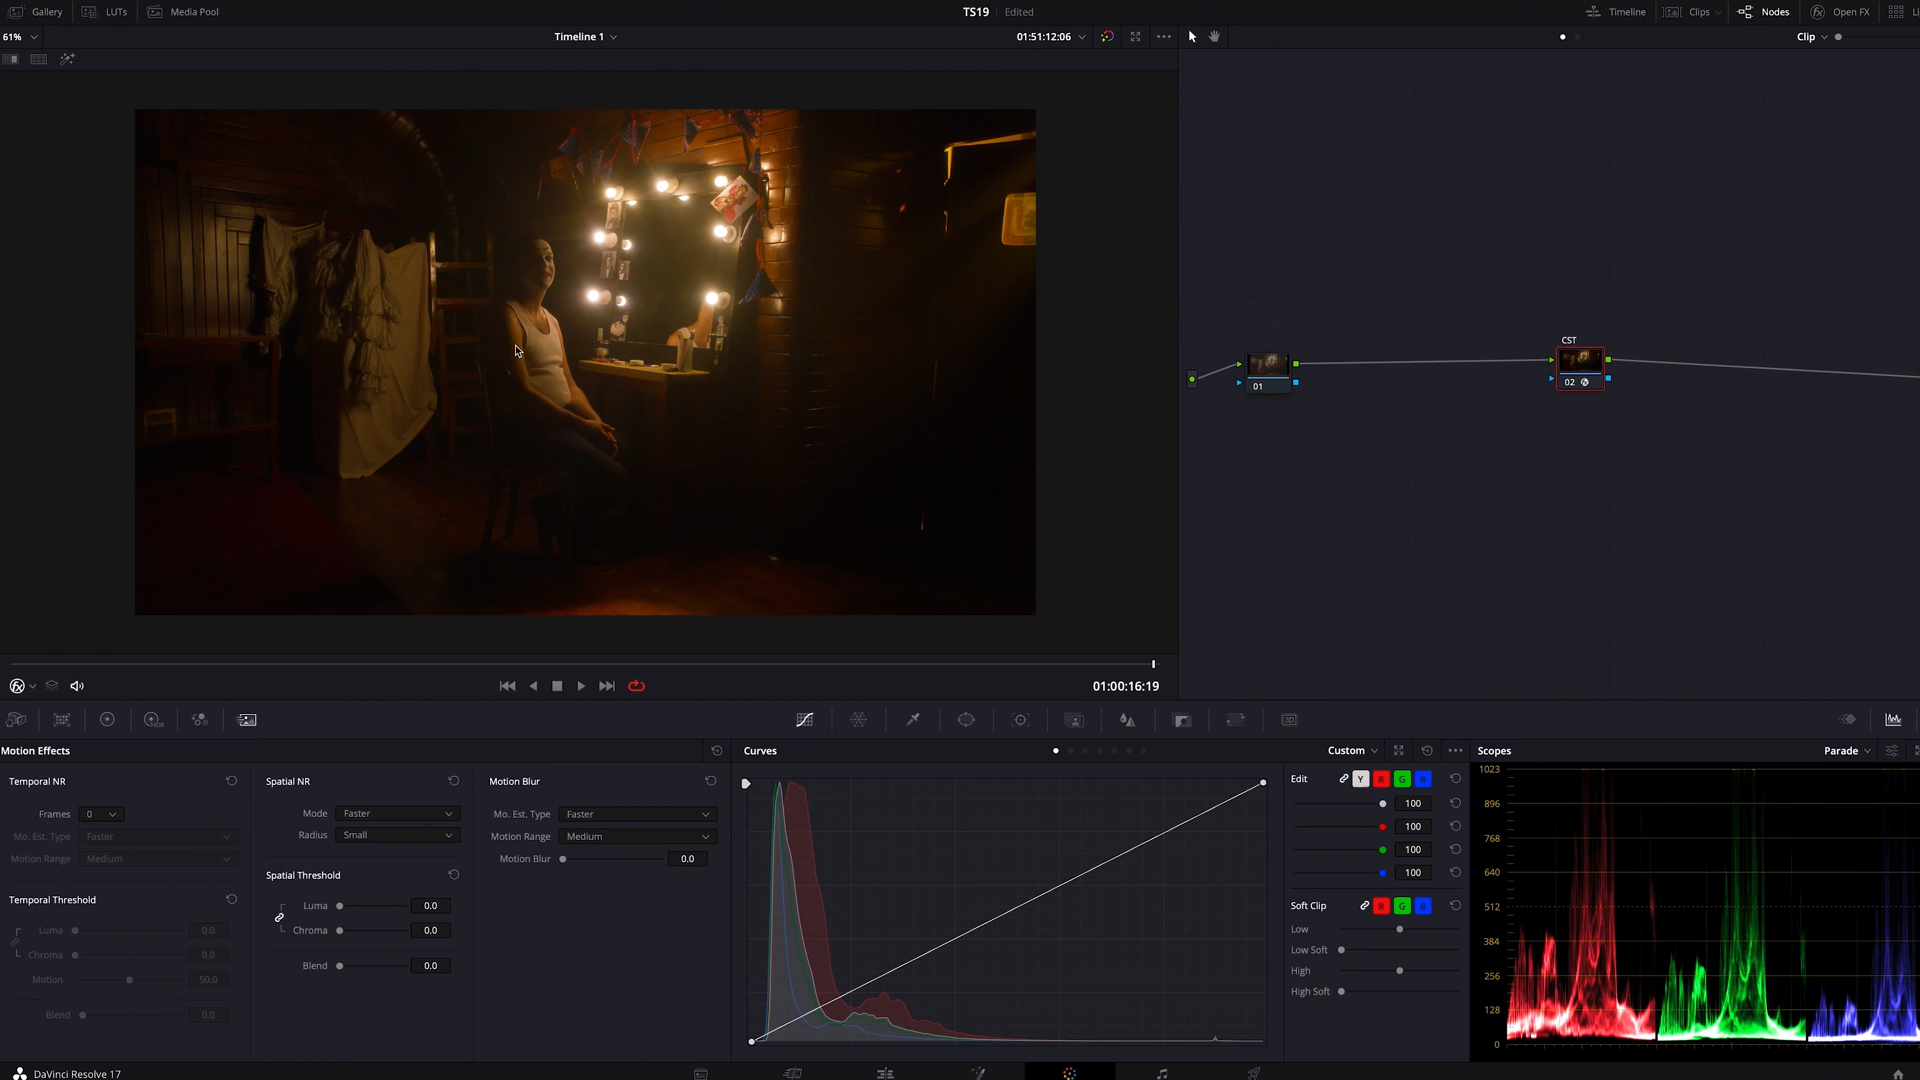 Gallery LUTs Media Pool TS19 Edited Timeline Clips Nodes Open FX
61% Timeline 1 01:51:12:06 Clip
CST
01
02
01:00:16:19
Motion Effects Curves Custom Scopes Parade
Temporal NR Spatial NR Motion Blur Edit Y R G B
Frames 0 Mode Faster Mo. Est. Type Faster 100
Mo. Est. Type Faster Radius Small Motion Range Medium 100
Motion Range Medium Motion Blur 0.0 100
Spatial Threshold 100
Temporal Threshold Luma 0.0 Soft Clip R G B
Luma 0.0 Chroma 0.0 Low
Chroma 0.0 Low Soft
Motion 50.0 Blend 0.0 High
High Soft
Blend 0.0
1023
896
768
640
512
384
256
128
0
DaVinci Resolve 17